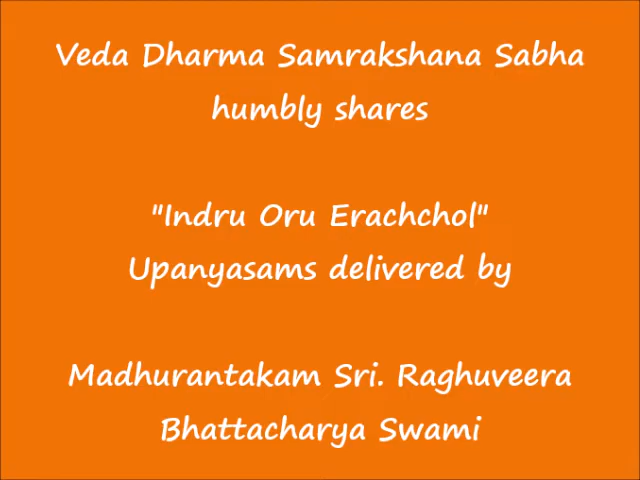 Veda Dharma Samrakshana Sabha
humbly shares
"Indru Oru Erachchol"
Upanyasams delivered by
Madhurantakam Sri. Raghuveera
Bhattacharya Swami